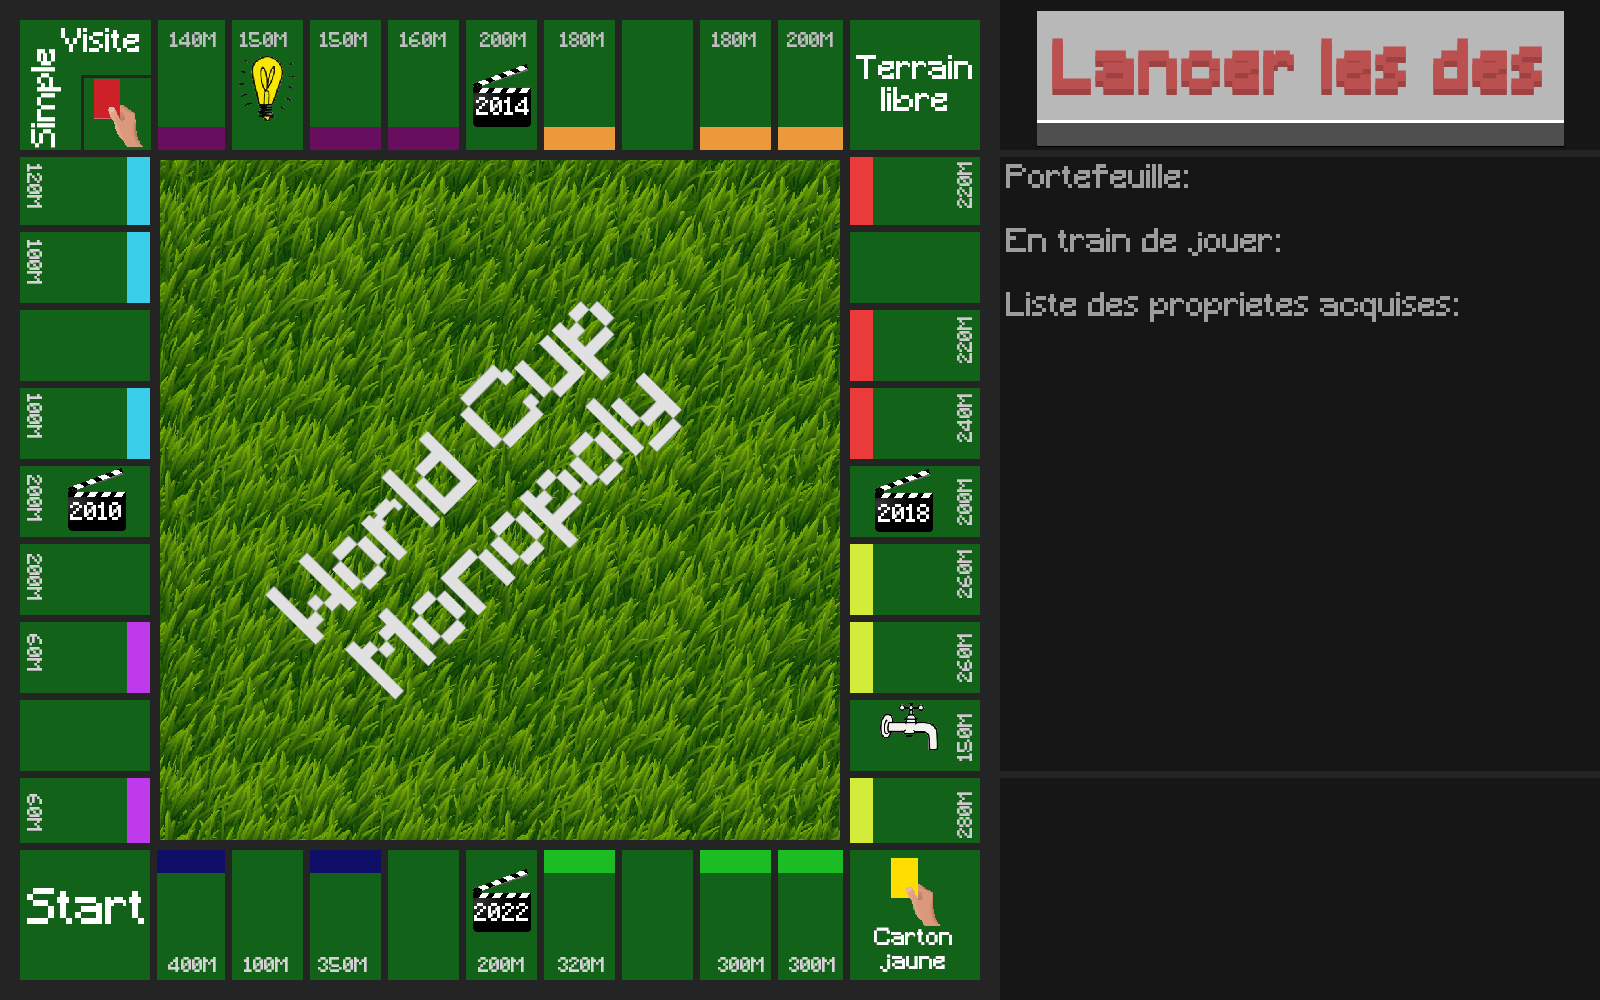 Visite
Simple
140M
150M
150M
160M
200M
2014
180M
180M
200M
Terrain
libre
Lancer les des
120M
100M
100M
200M
2010
200M
60M
60M
World Cup
Monopoly
220M
220M
240M
2018
200M
260M
260M
150M
280M
Portefeuille:
En train de jouer:
Liste des proprietes acquises:
Start
400M
100M
350M
2022
200M
320M
300M
300M
Carton
jaune